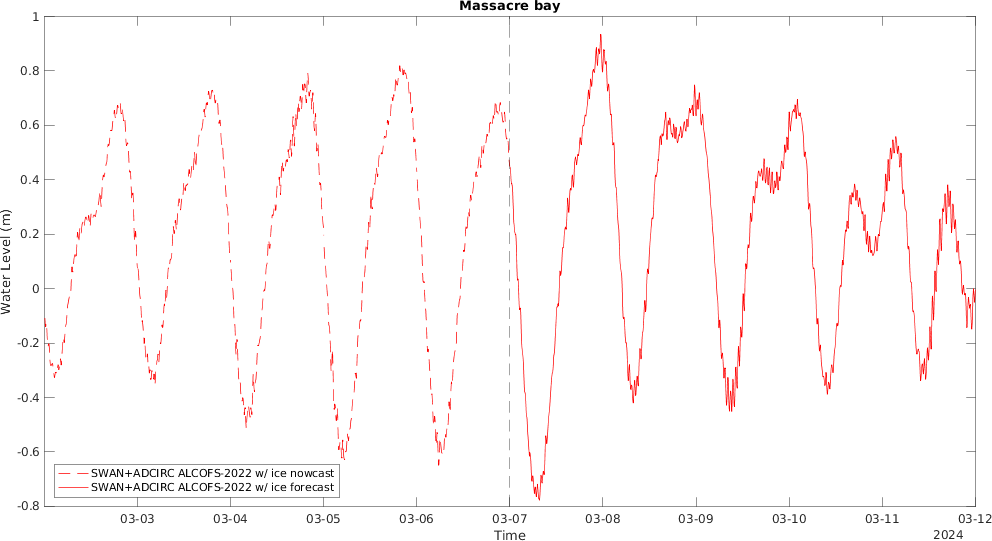 Massacre bay
Water Level (m)
1
0.8
0.6
0.4
0.2
0
-0.2
-0.4
-0.6
-0.8
SWAN+ADCIRC ALCOFS-2022 w/ ice nowcast
SWAN+ADCIRC ALCOFS-2022 w/ ice forecast
03-03 03-04 03-05 03-06 03-07 03-08 03-09 03-10 03-11 03-12
Time
2024